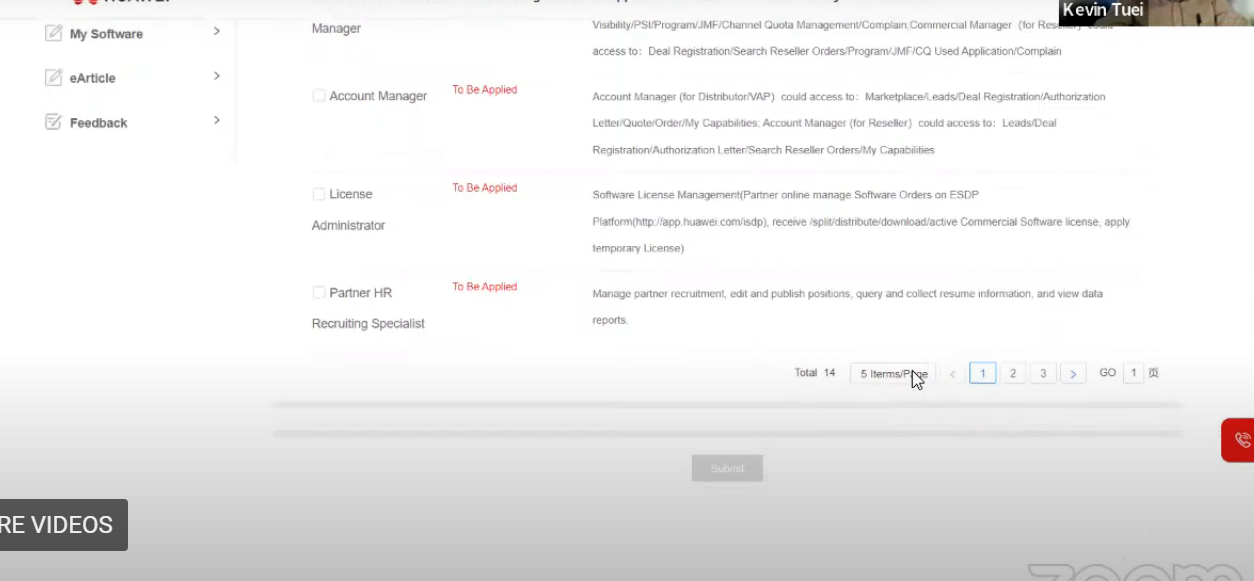 Kevin Tuei
My Software
Manager
Visibility/PSI/Program/JMF/Channel Quota Management/Complain;Commercial Manager (for Reseller) could
access to: Deal Registration/Search Reseller Orders/Program/JMF/CQ Used Application/Complain
eArticle
Account Manager
To Be Applied
Account Manager (for Distributor/VAP) could access to: Marketplace/Leads/Deal Registration/Authorization
Letter/Quote/Order/My Capabilities; Account Manager (for Reseller) could access to: Leads/Deal
Registration/Authorization Letter/Search Reseller Orders/My Capabilities
Feedback
License
Administrator
To Be Applied
Software License Management(Partner online manage Software Orders on ESDP
Platform(http://app.huawei.com/isdp), receive /split/distribute/download/active Commercial Software license, apply
temporary License)
Partner HR
Recruiting Specialist
To Be Applied
Manage partner recruitment, edit and publish positions, query and collect resume information, and view data
reports.
Total 14 5 Iterms/Page < 1 2 3 > GO 1 页
Submit
RE VIDEOS
zoom